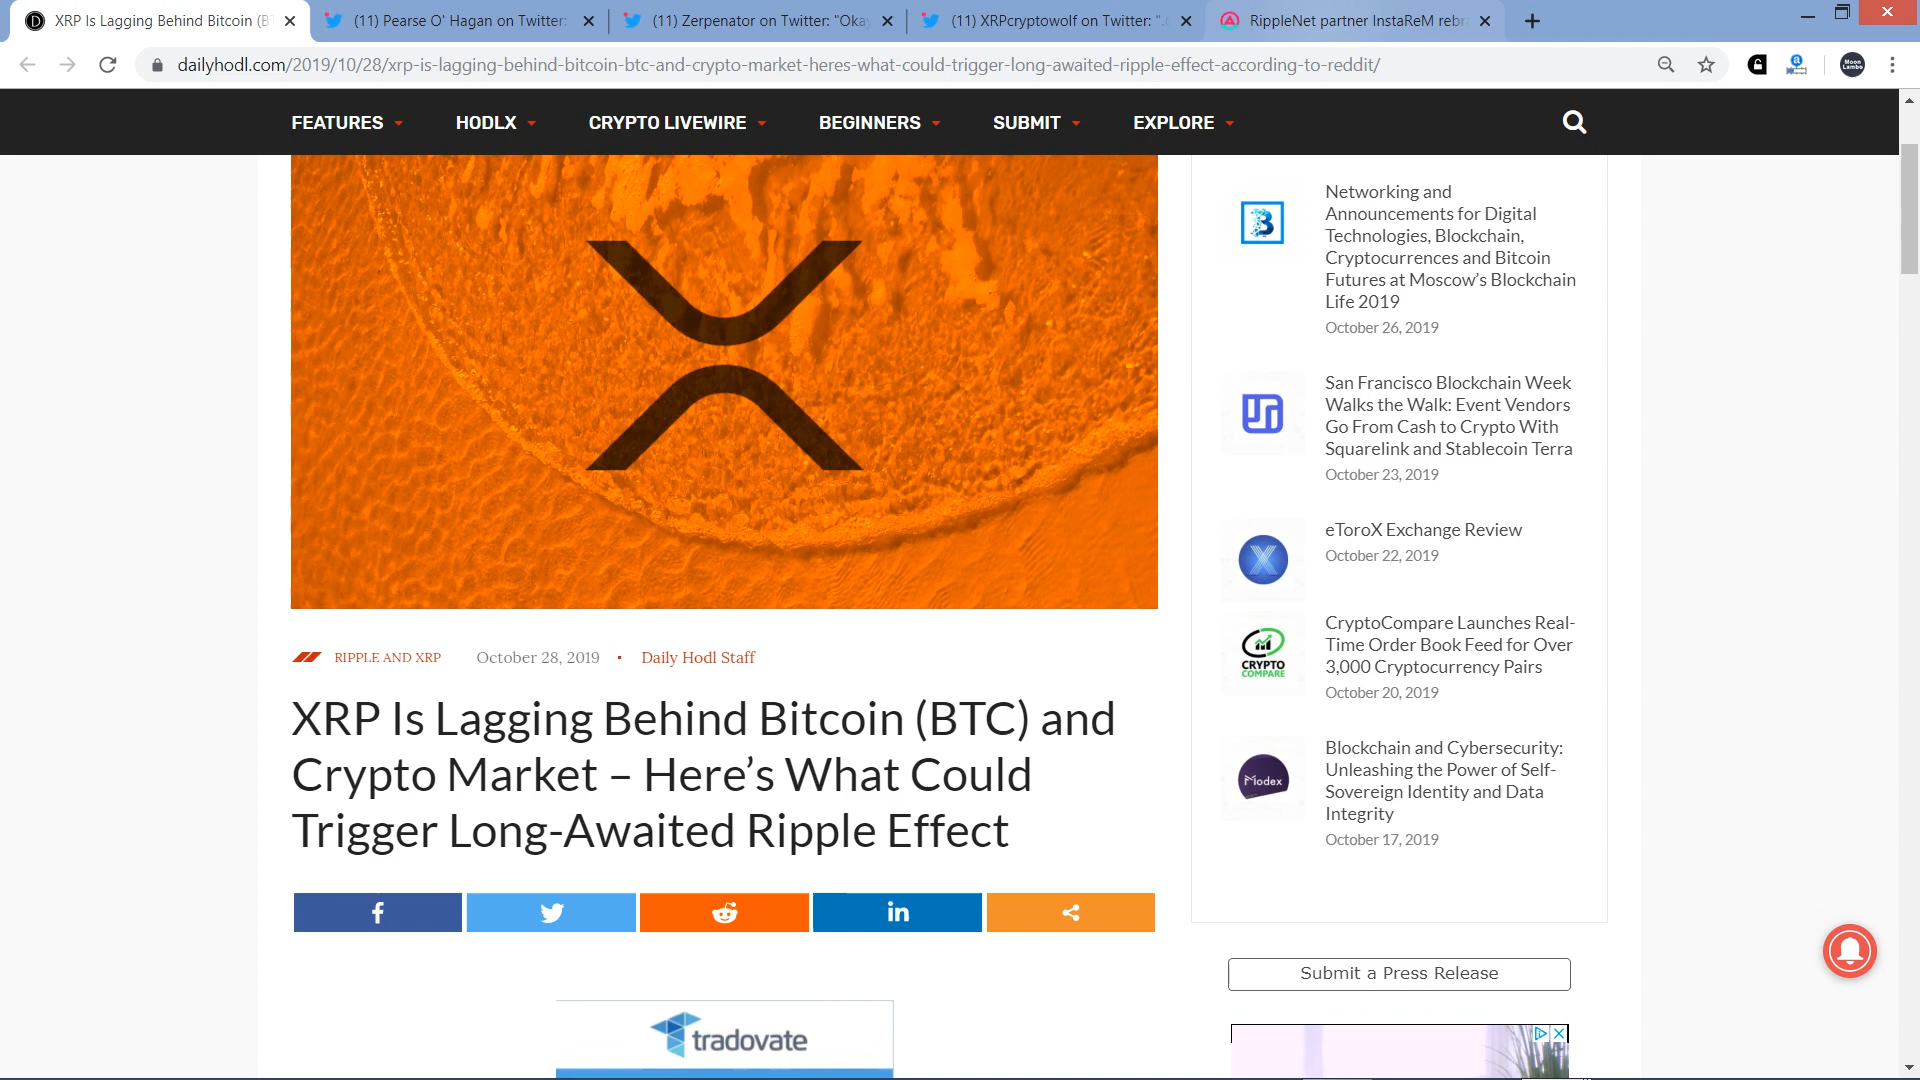 XRP Is Lagging Behind Bitcoin (BT
(11) Pearse O' Hagan on Twitter:
(11) Zerpenator on Twitter: "Okay
(11) XRPcryptowolf on Twitter: ".
RippleNet partner InstaReM rebr
dailyhodl.com/2019/10/28/xrp-is-lagging-behind-bitcoin-btc-and-crypto-market-heres-what-could-trigger-long-awaited-ripple-effect-according-to-reddit/
Moon
Lambo
FEATURES
HODLX
CRYPTO LIVEWIRE
BEGINNERS
SUBMIT
EXPLORE
RIPPLE AND XRP
October 28, 2019
Daily Hodl Staff
XRP Is Lagging Behind Bitcoin (BTC) and
Crypto Market – Here's What Could
Trigger Long-Awaited Ripple Effect
tradovate
Networking and
Announcements for Digital
Technologies, Blockchain,
Cryptocurrences and Bitcoin
Futures at Moscow's Blockchain
Life 2019
October 26, 2019
San Francisco Blockchain Week
Walks the Walk: Event Vendors
Go From Cash to Crypto With
Squarelink and Stablecoin Terra
October 23, 2019
eToroX Exchange Review
October 22, 2019
CRYPTO
COMPARE
CryptoCompare Launches Real-
Time Order Book Feed for Over
3,000 Cryptocurrency Pairs
October 20, 2019
Modex
Blockchain and Cybersecurity:
Unleashing the Power of Self-
Sovereign Identity and Data
Integrity
October 17, 2019
Submit a Press Release